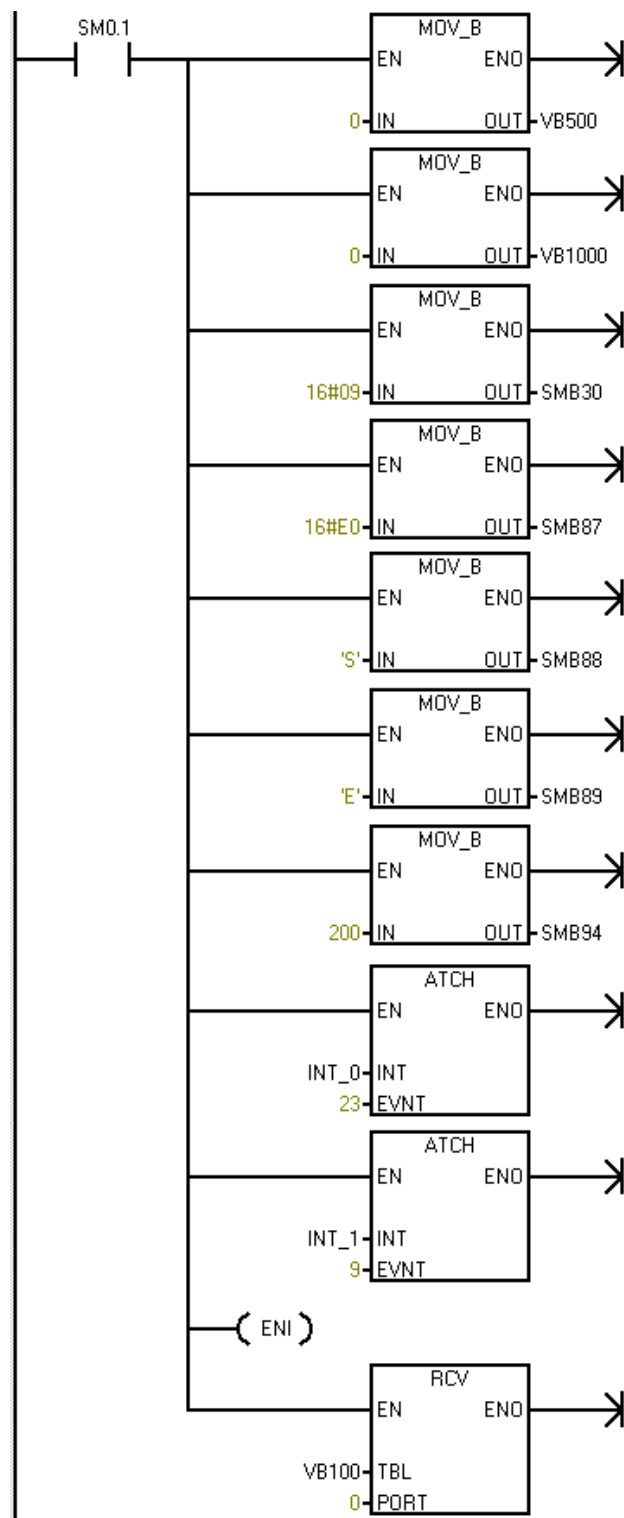 SM0.1
MOV_B
EN ENO
0 IN OUT VB500
MOV_B
EN ENO
0 IN OUT VB1000
MOV_B
EN ENO
16#09 IN OUT SMB30
MOV_B
EN ENO
16#E0 IN OUT SMB87
MOV_B
EN ENO
'S' IN OUT SMB88
MOV_B
EN ENO
'E' IN OUT SMB89
MOV_B
EN ENO
200 IN OUT SMB94
ATCH
EN ENO
INT_0 INT
23 EVNT
ATCH
EN ENO
INT_1 INT
9 EVNT
ENI
RCV
EN ENO
VB100 TBL
0 PORT